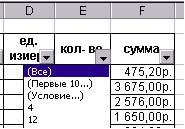 D E F
ед. изиер кол- во сумма
(Все) 475,20р.
(Первые 10...) 3 675,00р.
(Условие...) 2 576,00р.
4 1 650,00р.
12